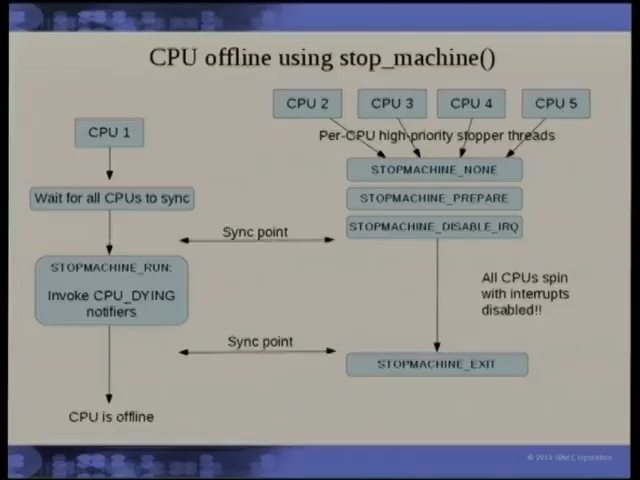 CPU offline using stop_machine()
CPU 2
CPU 3
CPU 4
CPU 5
Per-CPU high-priority stopper threads
CPU 1
STOPMACHINE_NONE
Wait for all CPUs to sync
STOPMACHINE_PREPARE
STOPMACHINE_DISABLE_IRQ
Sync point
STOPMACHINE_RUN:
Invoke CPU_DYING
notifiers
All CPUs spin
with interrupts
disabled!!
Sync point
STOPMACHINE_EXIT
CPU is offline
© 2013 IBM Corporation